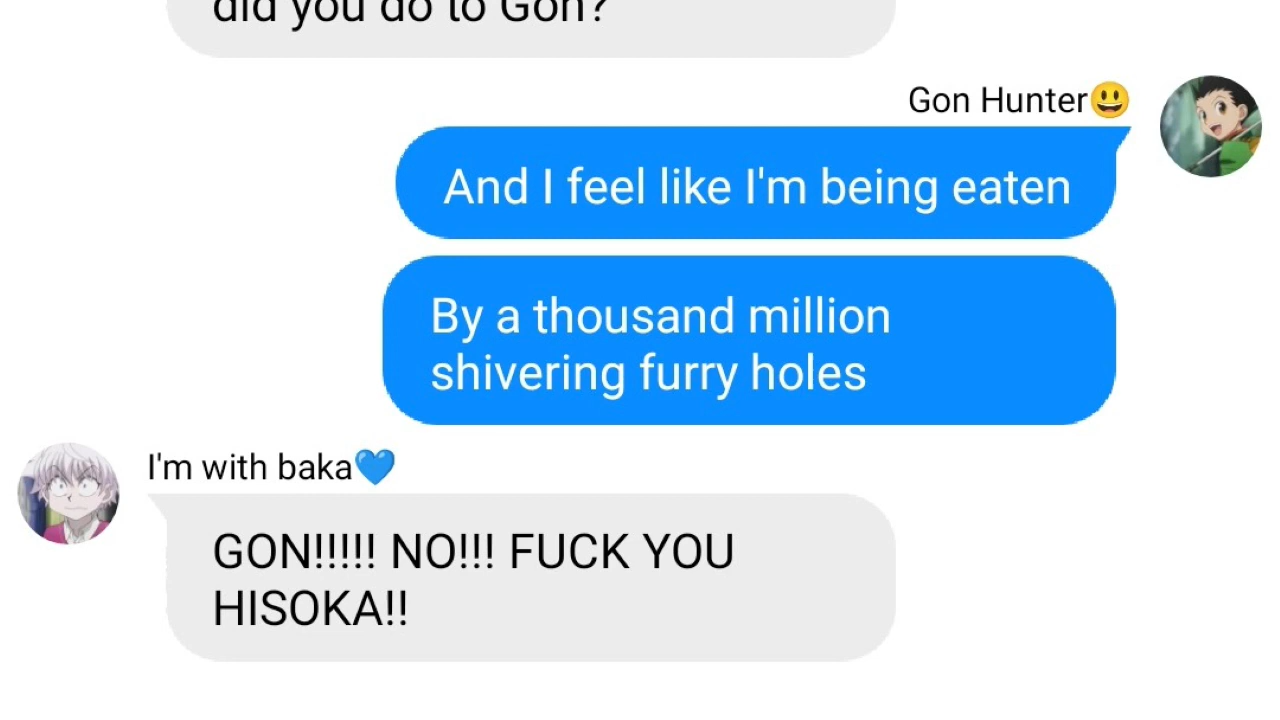 did you do to Gon?
Gon Hunter😃
And I feel like I'm being eaten
By a thousand million
shivering furry holes
I'm with baka💙
GON!!!!! NO!!! FUCK YOU
HISOKA!!